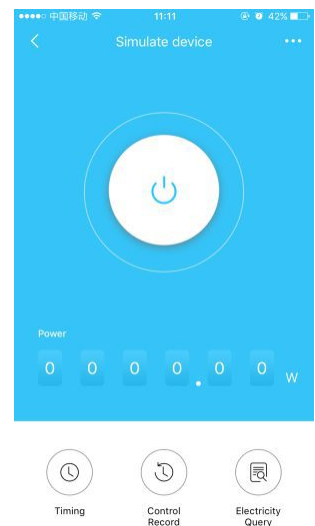 中国移动 11:11 42%
Simulate device
Power
0 0 0 0 . 0 0 W
Timing Control Electricity
Record Query